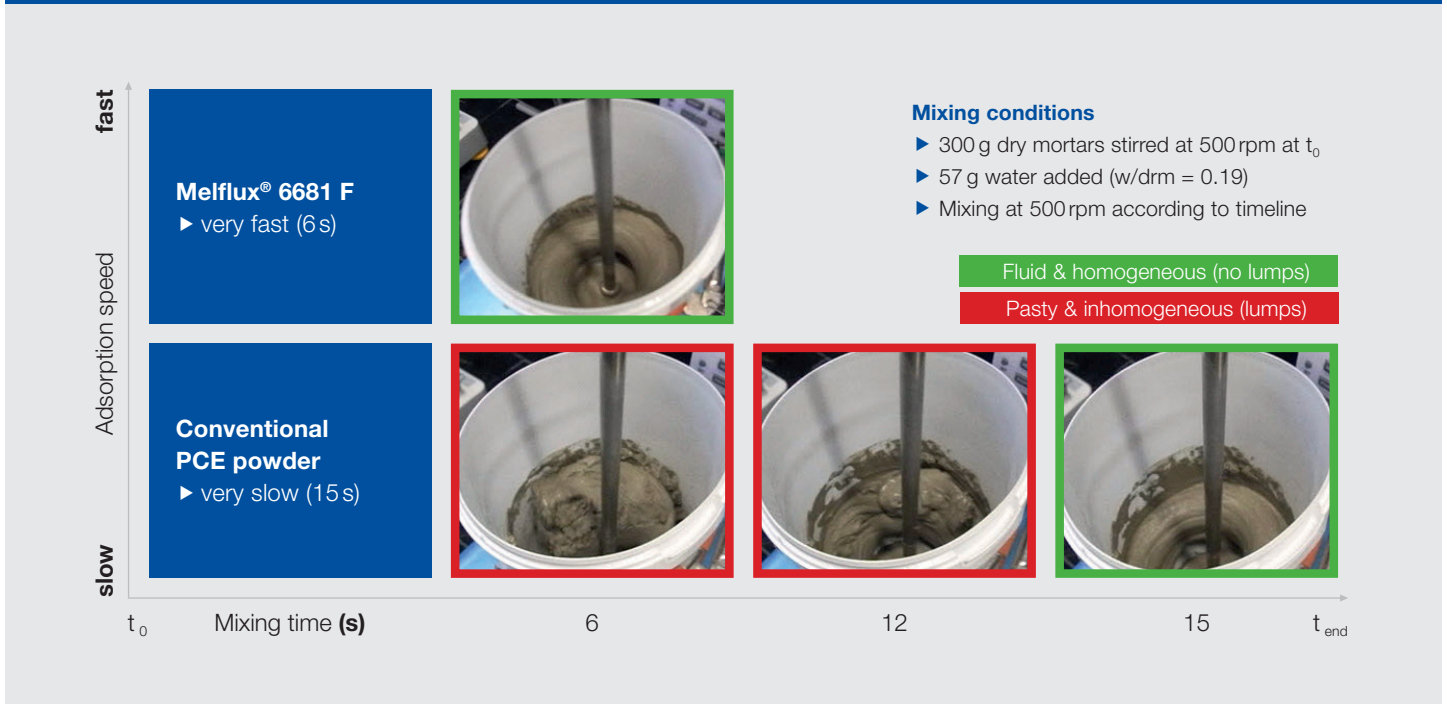 fast
Adsorption speed
slow
Melflux® 6681 F
▶ very fast (6 s)
Mixing conditions
▶ 300 g dry mortars stirred at 500 rpm at t₀
▶ 57 g water added (w/drm = 0.19)
▶ Mixing at 500 rpm according to timeline
Fluid & homogeneous (no lumps)
Pasty & inhomogeneous (lumps)
Conventional
PCE powder
▶ very slow (15 s)
t₀ Mixing time (s) 6 12 15 t end